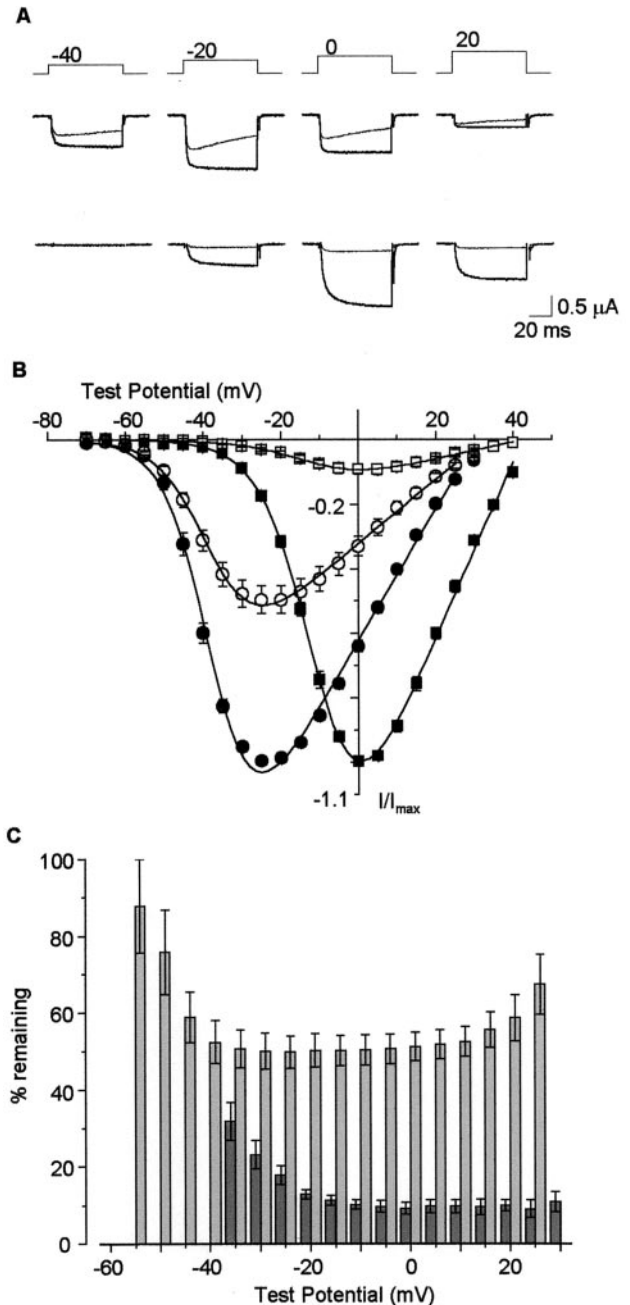 A
-40 -20 0 20
0.5 µA
20 ms
B
Test Potential (mV)
-80 -60 -40 -20 0 20 40
-0.2
-1.1 I/Imax
C
100
80
60
40
20
0
% remaining
-60 -40 -20 0 20
Test Potential (mV)